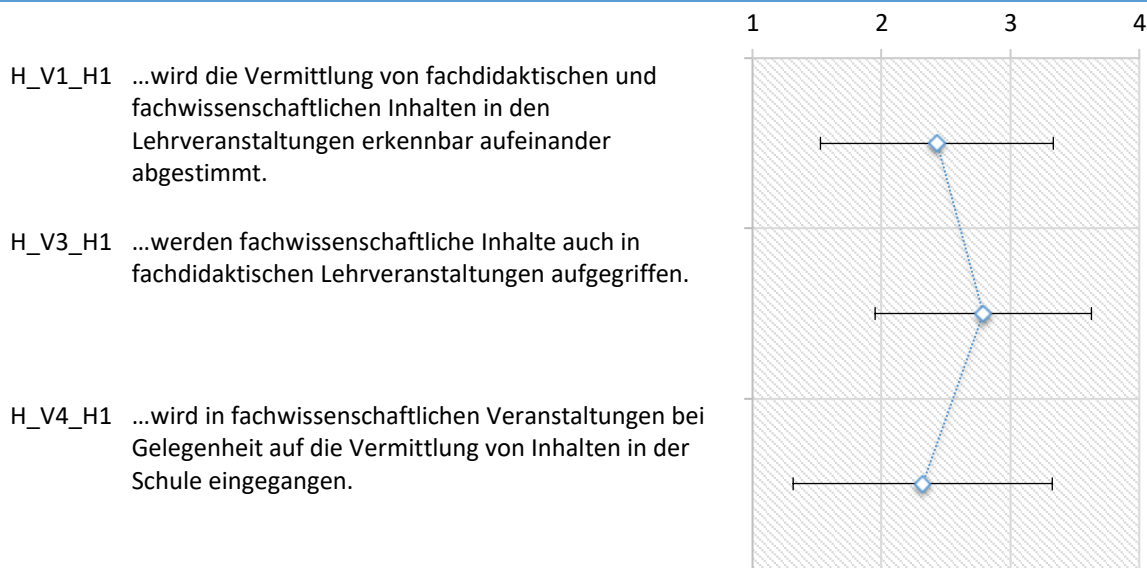 1 2 3 4
H_V1_H1 …wird die Vermittlung von fachdidaktischen und
fachwissenschaftlichen Inhalten in den
Lehrveranstaltungen erkennbar aufeinander
abgestimmt.
H_V3_H1 …werden fachwissenschaftliche Inhalte auch in
fachdidaktischen Lehrveranstaltungen aufgegriffen.
H_V4_H1 …wird in fachwissenschaftlichen Veranstaltungen bei
Gelegenheit auf die Vermittlung von Inhalten in der
Schule eingegangen.